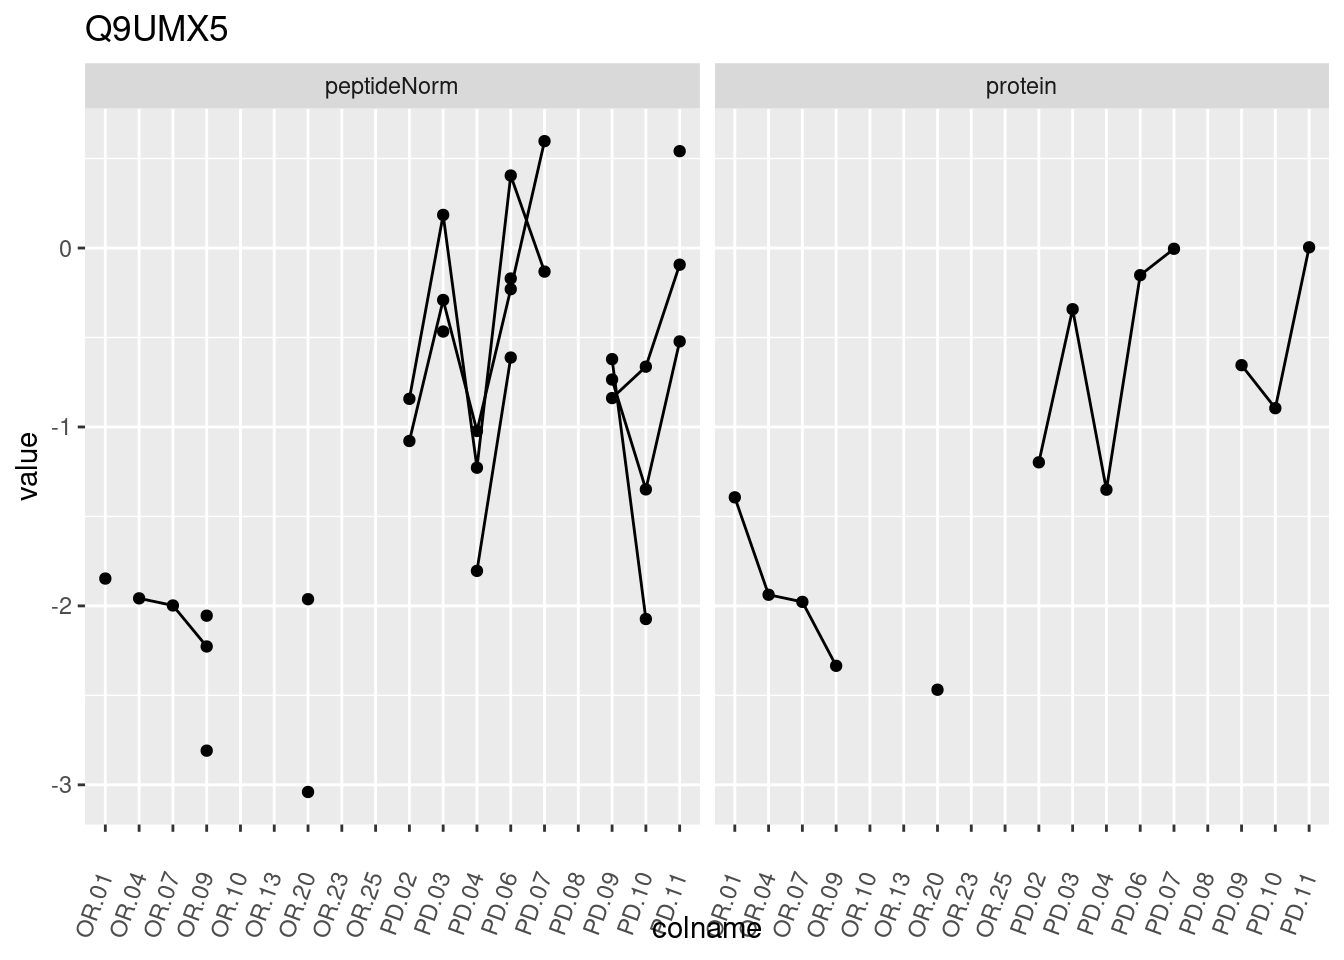 Q9UMX5
peptideNorm
protein
value
0
-1
-2
-3
OR.01
OR.04
OR.07
OR.09
OR.10
OR.13
OR.20
OR.23
OR.25
PD.02
PD.03
PD.04
PD.06
PD.07
PD.08
PD.09
PD.10
PD.11
OR.01
OR.04
OR.07
OR.09
OR.10
OR.13
OR.20
OR.23
OR.25
PD.02
PD.03
PD.04
PD.06
PD.07
PD.08
PD.09
PD.10
PD.11
colname